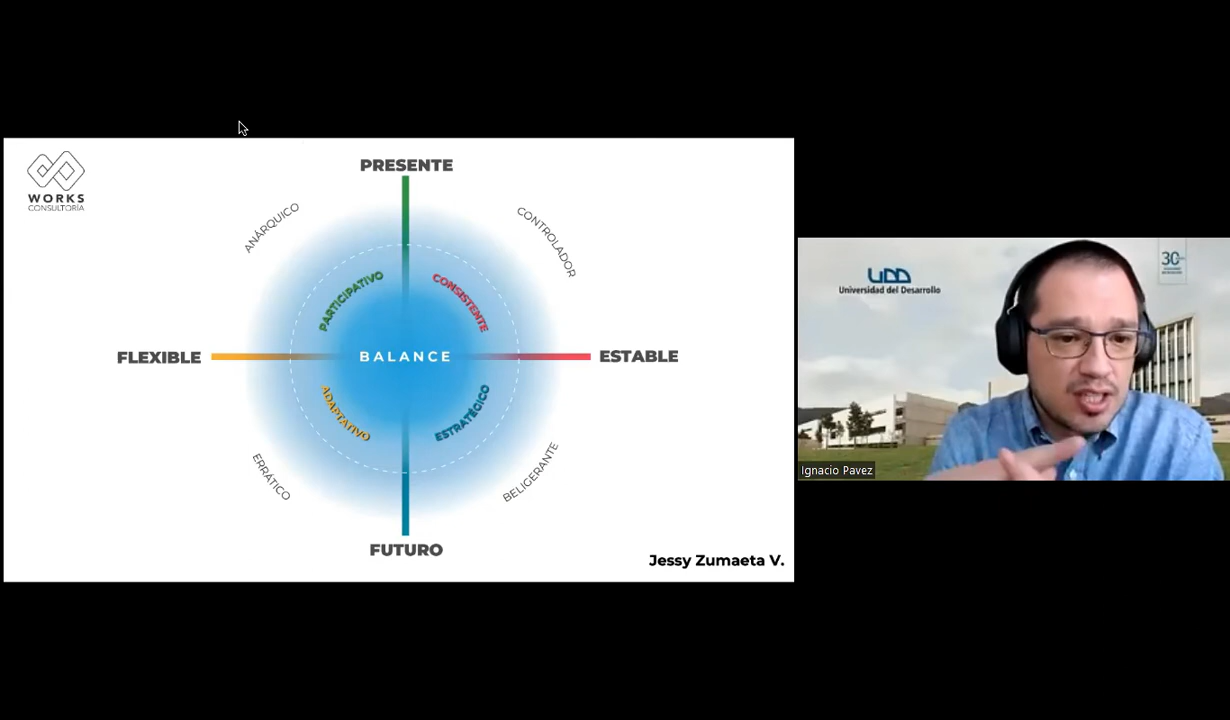 WORKS
CONSULTORÍA
PRESENTE
ANÁRQUICO
CONTROLADOR
PARTICIPATIVO
CONSISTENTE
FLEXIBLE
BALANCE
ESTABLE
ADAPTATIVO
ESTRATÉGICO
ERRÁTICO
BELIGERANTE
FUTURO
Jessy Zumaeta V.
UDD
Universidad del Desarrollo
30
Ignacio Pavez